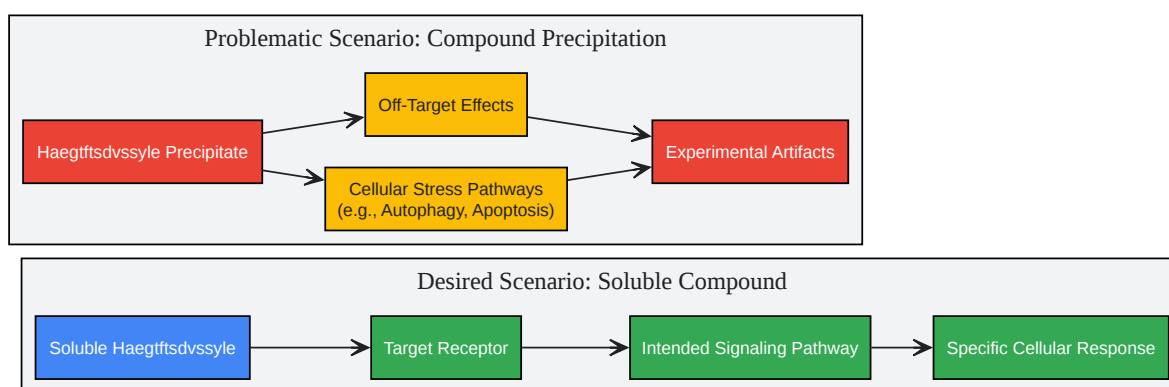 Problematic Scenario: Compound Precipitation
Off-Target Effects
Haegtftsdvssyle Precipitate
Experimental Artifacts
Cellular Stress Pathways
(e.g., Autophagy, Apoptosis)
Desired Scenario: Soluble Compound
Soluble Haegtftsdvssyle
Target Receptor
Intended Signaling Pathway
Specific Cellular Response